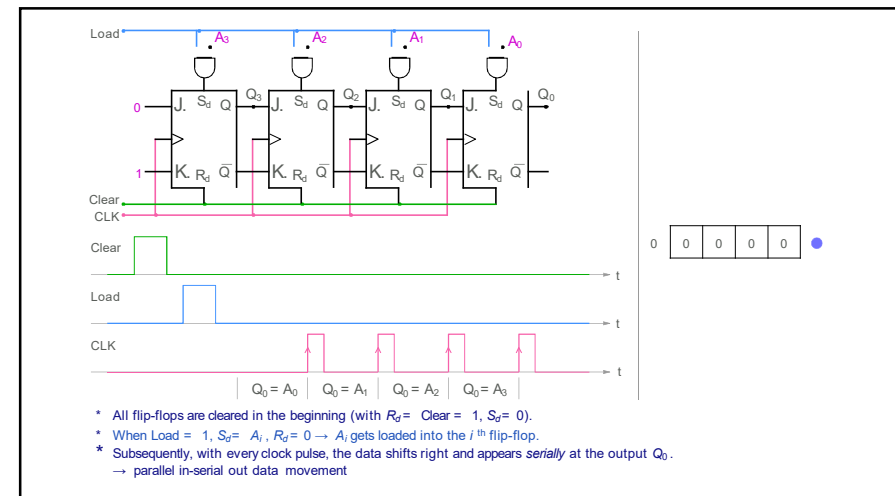 Load A3 A2 A1 A0
Sd Q Q3 Sd Q Q2 Sd Q Q1 Sd Q Q0
0 J. J. J. J.
1 K. Rd Q̅ K. Rd Q̅ K. Rd Q̅ K. Rd Q̅
Clear
CLK
Clear
t
0 0 0 0 0
Load
t
CLK
t
Q0 = A0 Q0 = A1 Q0 = A2 Q0 = A3
* All flip-flops are cleared in the beginning (with Rd = Clear = 1, Sd = 0).
* When Load = 1, Sd = Ai , Rd = 0 → Ai gets loaded into the i th flip-flop.
* Subsequently, with every clock pulse, the data shifts right and appears serially at the output Q0 .
→ parallel in-serial out data movement